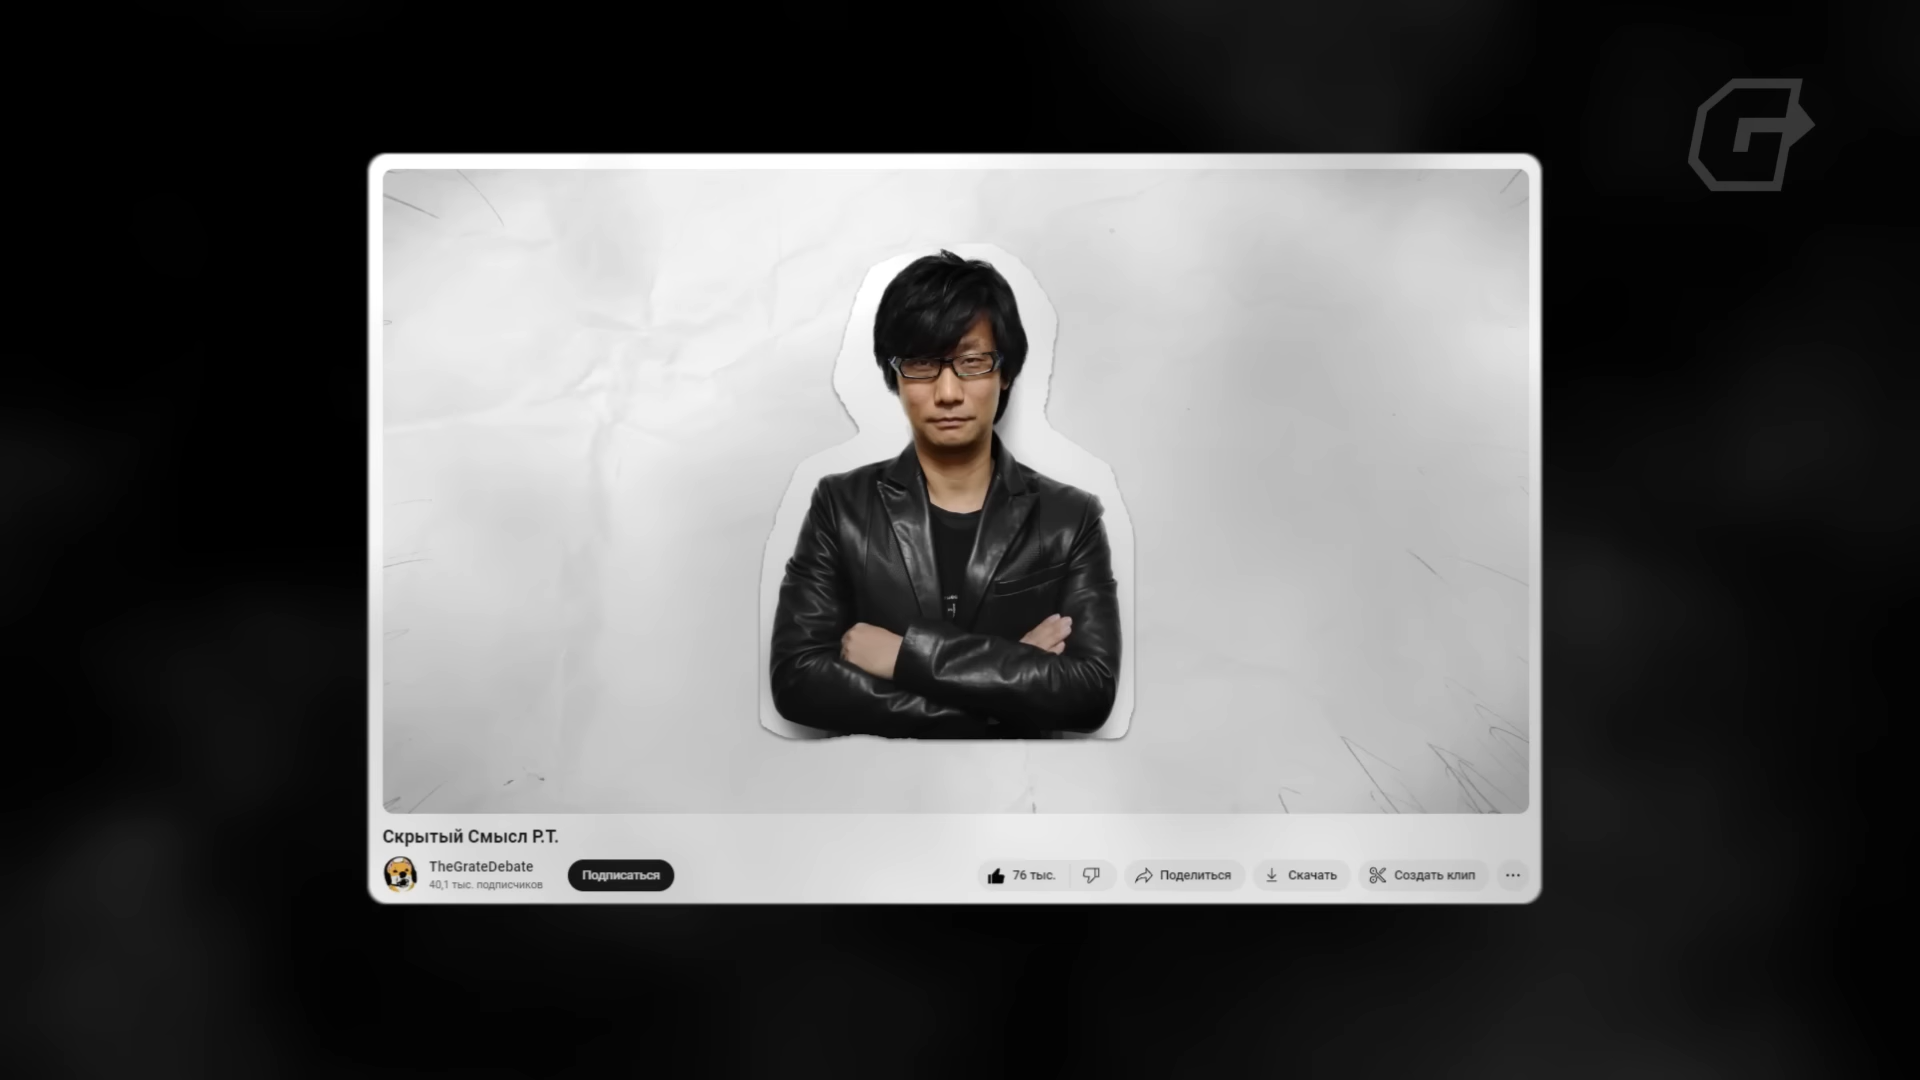 Скрытый Смысл P.T.
TheGrateDebate
40,1 тыс. подписчиков
Подписаться
76 тыс.
Поделиться
Скачать
Создать клип